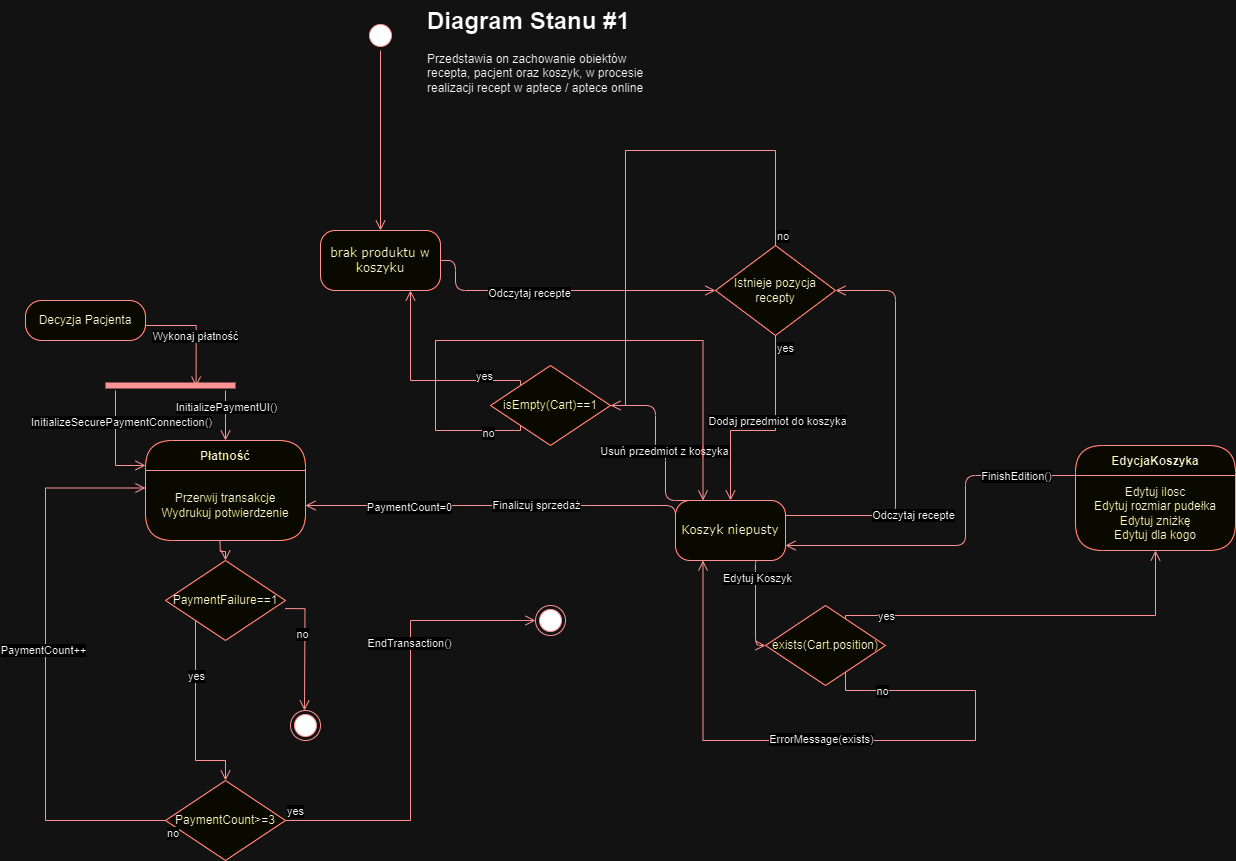 Diagram Stanu #1
Przedstawia on zachowanie obiektów
recepta, pacjent oraz koszyk, w procesie
realizacji recept w aptece / aptece online
brak produktu w
koszyku
Odczytaj recepte
no
Istnieje pozycja
recepty
yes
Decyzja Pacjenta
Wykonaj płatność
InitializePaymentUI()
InitializeSecurePaymentConnection()
yes
isEmpty(Cart)==1
no
Dodaj przedmiot do koszyka
Usuń przedmiot z koszyka
Płatność
Przerwij transakcje
Wydrukuj potwierdzenie
PaymentCount=0
Finalizuj sprzedaż
Koszyk niepusty
Odczytaj recepte
FinishEdition()
EdycjaKoszyka
Edytuj ilosc
Edytuj rozmiar pudełka
Edytuj zniżkę
Edytuj dla kogo
Edytuj Koszyk
PaymentFailure==1
no
yes
PaymentCount++
EndTransaction()
exists(Cart.position)
yes
no
ErrorMessage(exists)
PaymentCount>=3
yes
no